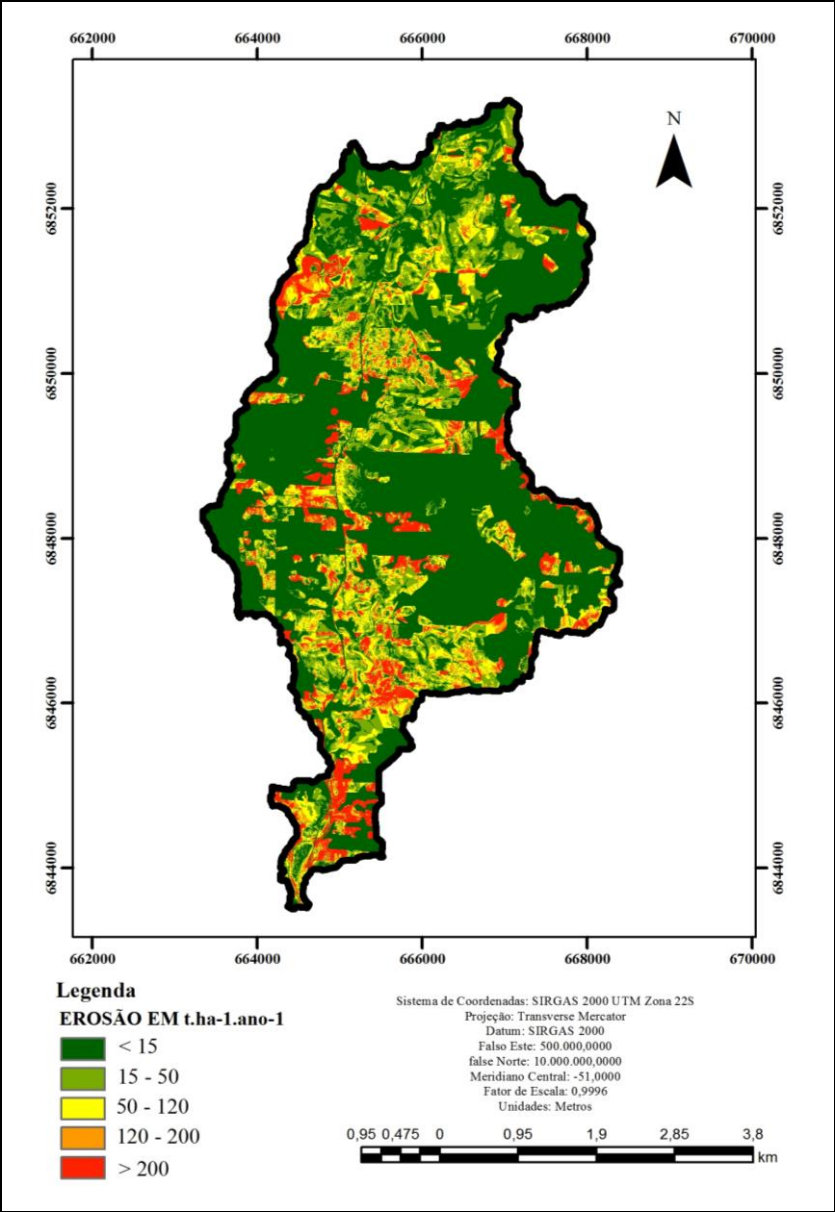 662000 664000 666000 668000 670000
N
6852000 6852000
6850000 6850000
6848000 6848000
6846000 6846000
6844000 6844000
662000 664000 666000 668000 670000
Legenda
EROSÃO EM t.ha-1.ano-1
< 15
15 - 50
50 - 120
120 - 200
> 200
Sistema de Coordenadas: SIRGAS 2000 UTM Zona 22S
Projeção: Transverse Mercator
Datum: SIRGAS 2000
Falso Este: 500.000,0000
false Norte: 10.000.000,0000
Meridiano Central: -51,0000
Fator de Escala: 0,9996
Unidades: Metros
0,95 0,475 0 0,95 1,9 2,85 3,8
km